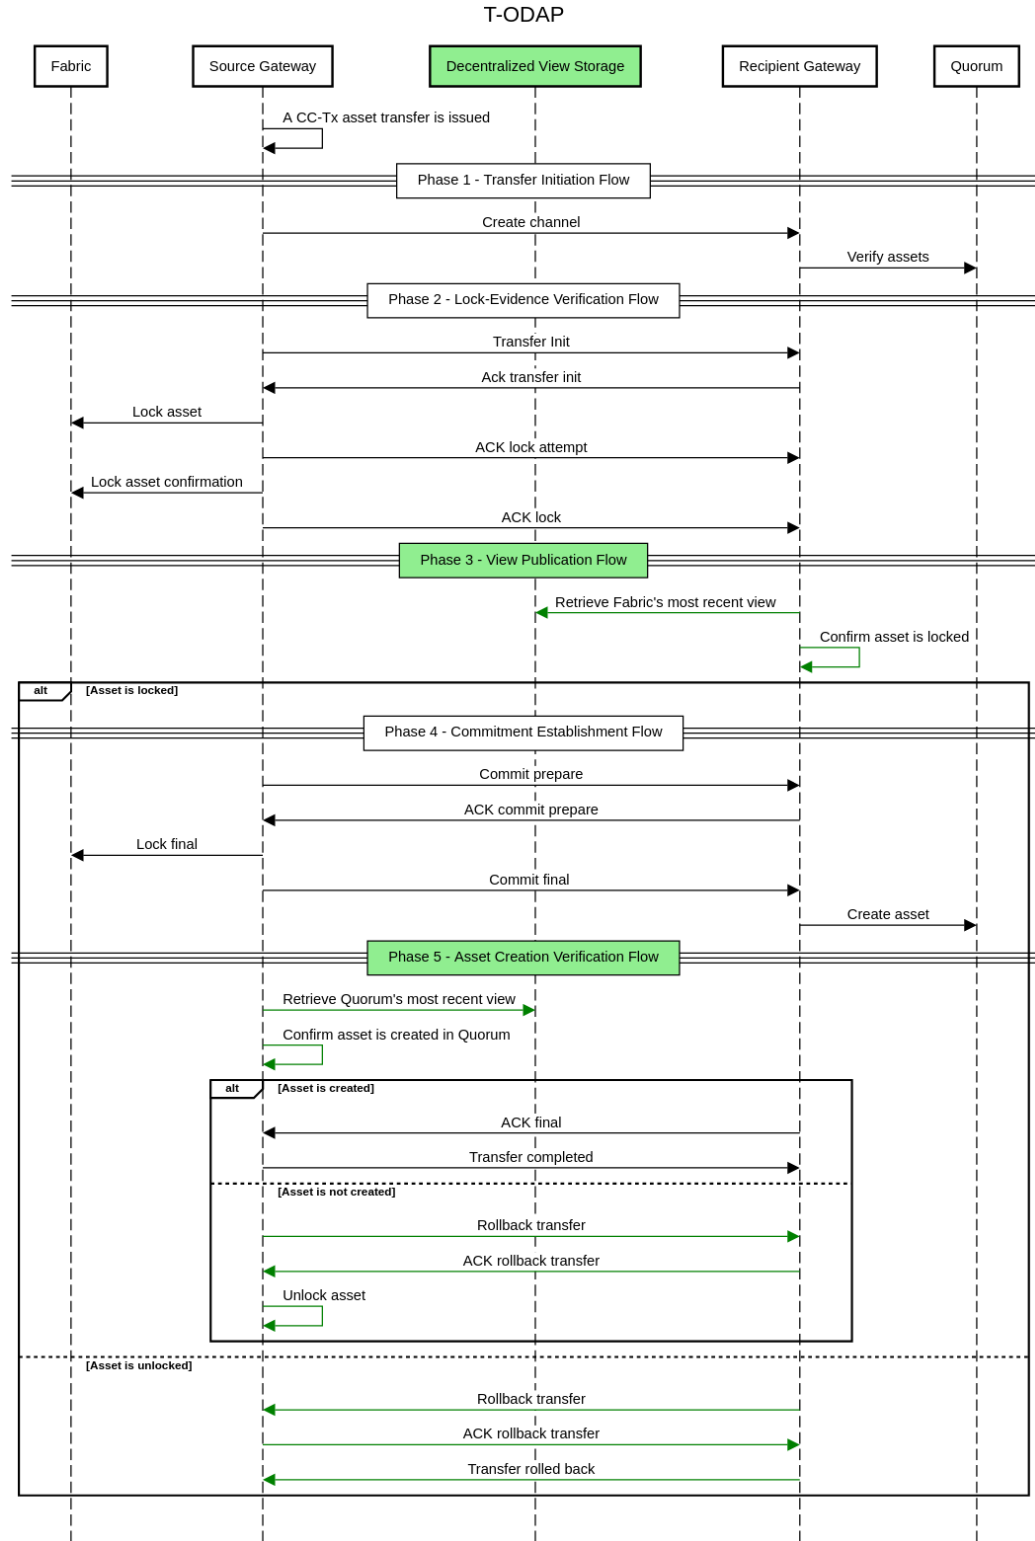 T-ODAP
Fabric
Source Gateway
Decentralized View Storage
Recipient Gateway
Quorum
A CC-Tx asset transfer is issued
Phase 1 - Transfer Initiation Flow
Create channel
Verify assets
Phase 2 - Lock-Evidence Verification Flow
Transfer Init
Ack transfer init
Lock asset
ACK lock attempt
Lock asset confirmation
ACK lock
Phase 3 - View Publication Flow
Retrieve Fabric's most recent view
Confirm asset is locked
alt
[Asset is locked]
Phase 4 - Commitment Establishment Flow
Commit prepare
ACK commit prepare
Lock final
Commit final
Create asset
Phase 5 - Asset Creation Verification Flow
Retrieve Quorum's most recent view
Confirm asset is created in Quorum
alt
[Asset is created]
ACK final
Transfer completed
[Asset is not created]
Rollback transfer
ACK rollback transfer
Unlock asset
[Asset is unlocked]
Rollback transfer
ACK rollback transfer
Transfer rolled back